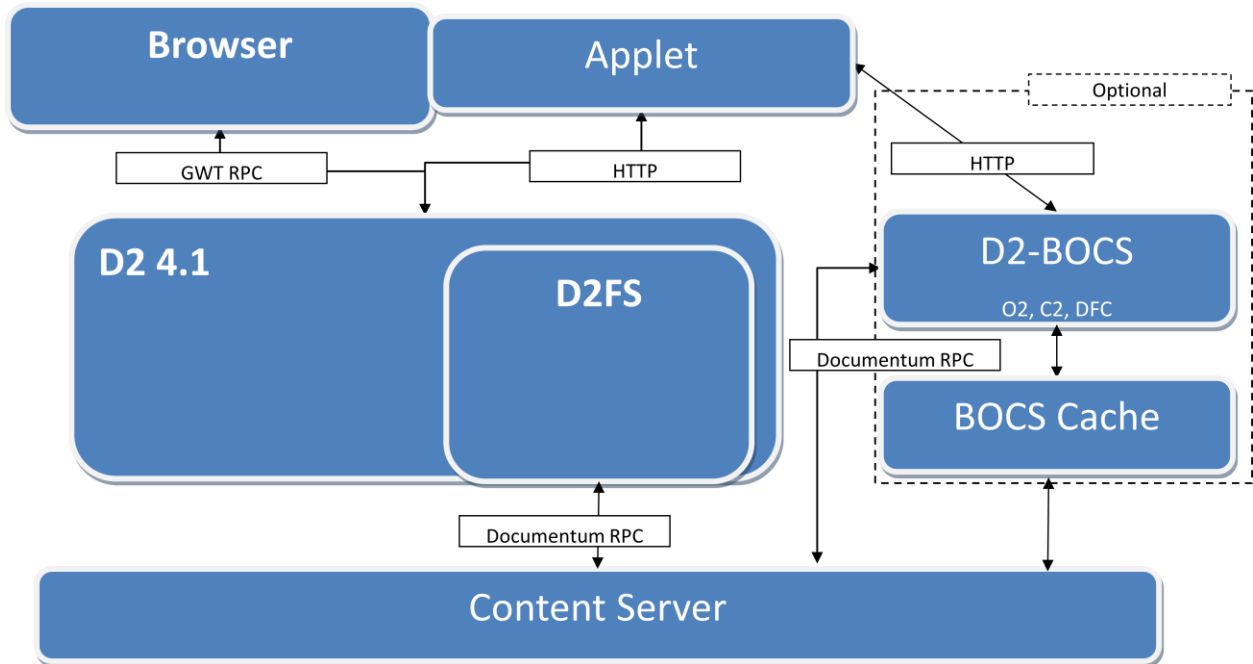 Browser
Applet
Optional
GWT RPC
HTTP
HTTP
D2 4.1
D2FS
D2-BOCS
O2, C2, DFC
Documentum RPC
BOCS Cache
Documentum RPC
Content Server